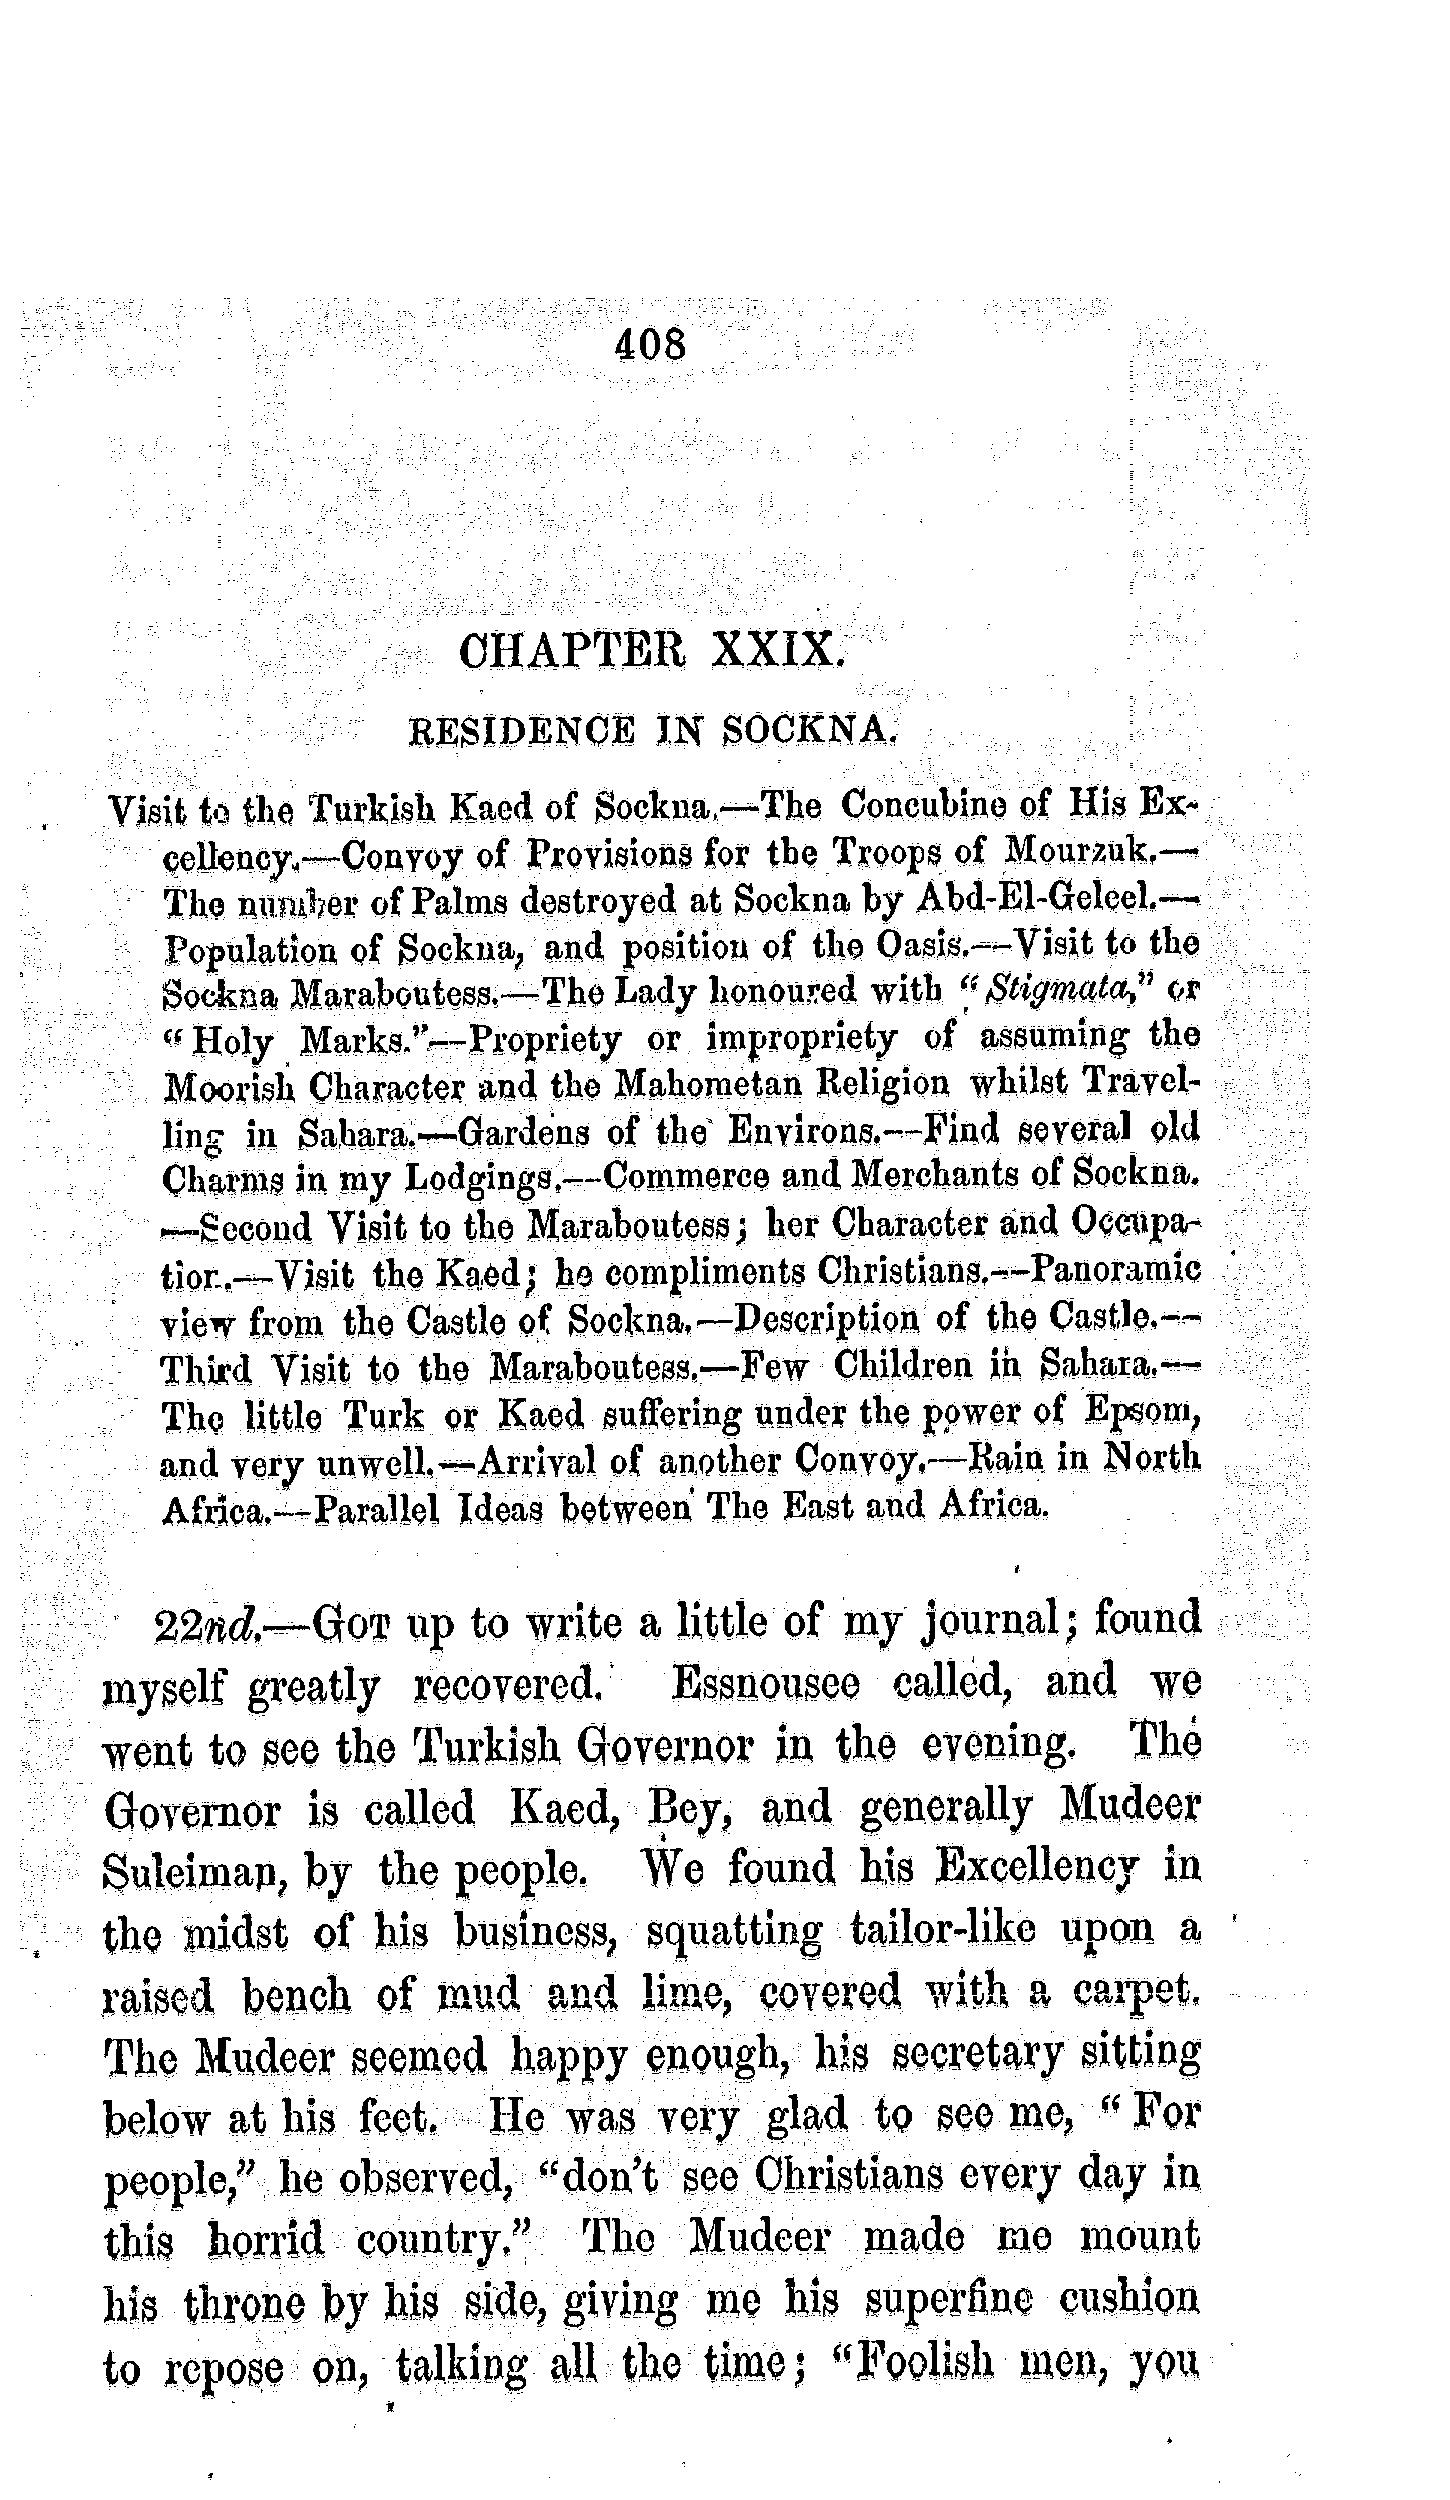 408
CHAPTER XXIX.
RESIDENCE IN SOCKNA.
Visit to the Turkish Kaed of Sockna.—The Concubine of His Ex-
cellency.—Convoy of Provisions for the Troops of Mourzuk.—
The number of Palms destroyed at Sockna by Abd-El-Geleel.—
Population of Sockna, and position of the Oasis.—Visit to the
Sockna Maraboutess.—The Lady honoured with "Stigmata," or
"Holy Marks."—Propriety or impropriety of assuming the
Moorish Character and the Mahometan Religion whilst Travel-
ling in Sahara.—Gardens of the Environs.—Find several old
Charms in my Lodgings.—Commerce and Merchants of Sockna.
—Second Visit to the Maraboutess; her Character and Occupa-
tion.—Visit the Kaed; he compliments Christians.—Panoramic
view from the Castle of Sockna.—Description of the Castle.—
Third Visit to the Maraboutess.—Few Children in Sahara.—
The little Turk or Kaed suffering under the power of Epsom,
and very unwell.—Arrival of another Convoy.—Rain in North
Africa.—Parallel Ideas between The East and Africa.
22nd.—GOT up to write a little of my journal; found
myself greatly recovered. Essnousee called, and we
went to see the Turkish Governor in the evening. The
Governor is called Kaed, Bey, and generally Mudeer
Suleiman, by the people. We found his Excellency in
the midst of his business, squatting tailor-like upon a
raised bench of mud and lime, covered with a carpet.
The Mudeer seemed happy enough, his secretary sitting
below at his feet. He was very glad to see me, "For
people," he observed, "don't see Christians every day in
this horrid country." The Mudeer made me mount
his throne by his side, giving me his superfine cushion
to repose on, talking all the time; "Foolish men, you